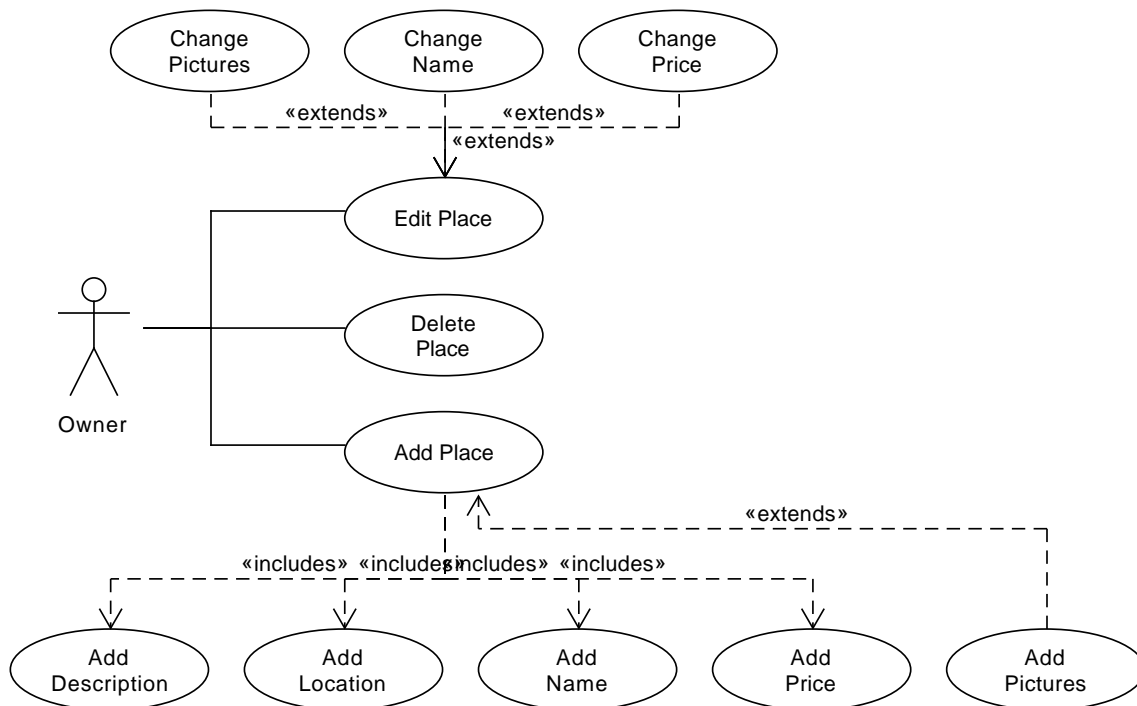 Change
Pictures
Change
Name
Change
Price
«extends»
«extends»
«extends»
Edit Place
Delete
Place
Owner
Add Place
«extends»
«includes»
«includes»
«includes»
«includes»
Add
Description
Add
Location
Add
Name
Add
Price
Add
Pictures